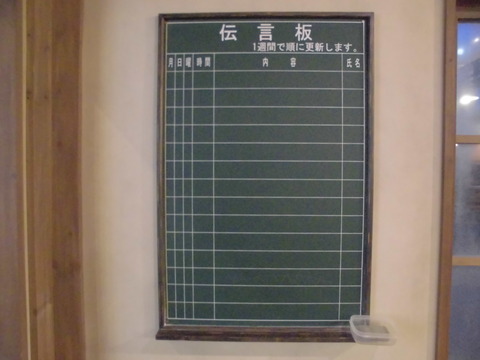 伝言板
1週間で順に更新します。
月 日 曜 時間 内容 氏名